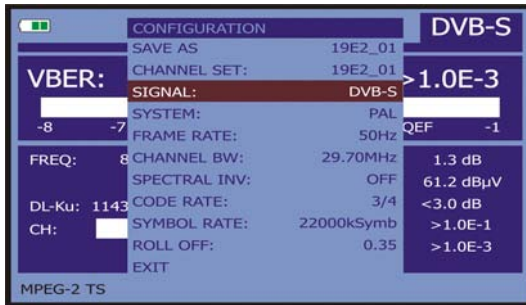 CONFIGURATION
DVB-S
SAVE AS 19E2_01
CHANNEL SET: 19E2_01
VBER: >1.0E-3
SIGNAL: DVB-S
SYSTEM: PAL
-8 -7 QEF -1
FRAME RATE: 50Hz
FREQ: 8 CHANNEL BW: 29.70MHz 1.3 dB
SPECTRAL INV: OFF 61.2 dBµV
DL-Ku: 1143 CODE RATE: 3/4 <3.0 dB
CH: SYMBOL RATE: 22000kSymb >1.0E-1
ROLL OFF: 0.35 >1.0E-3
EXIT
MPEG-2 TS